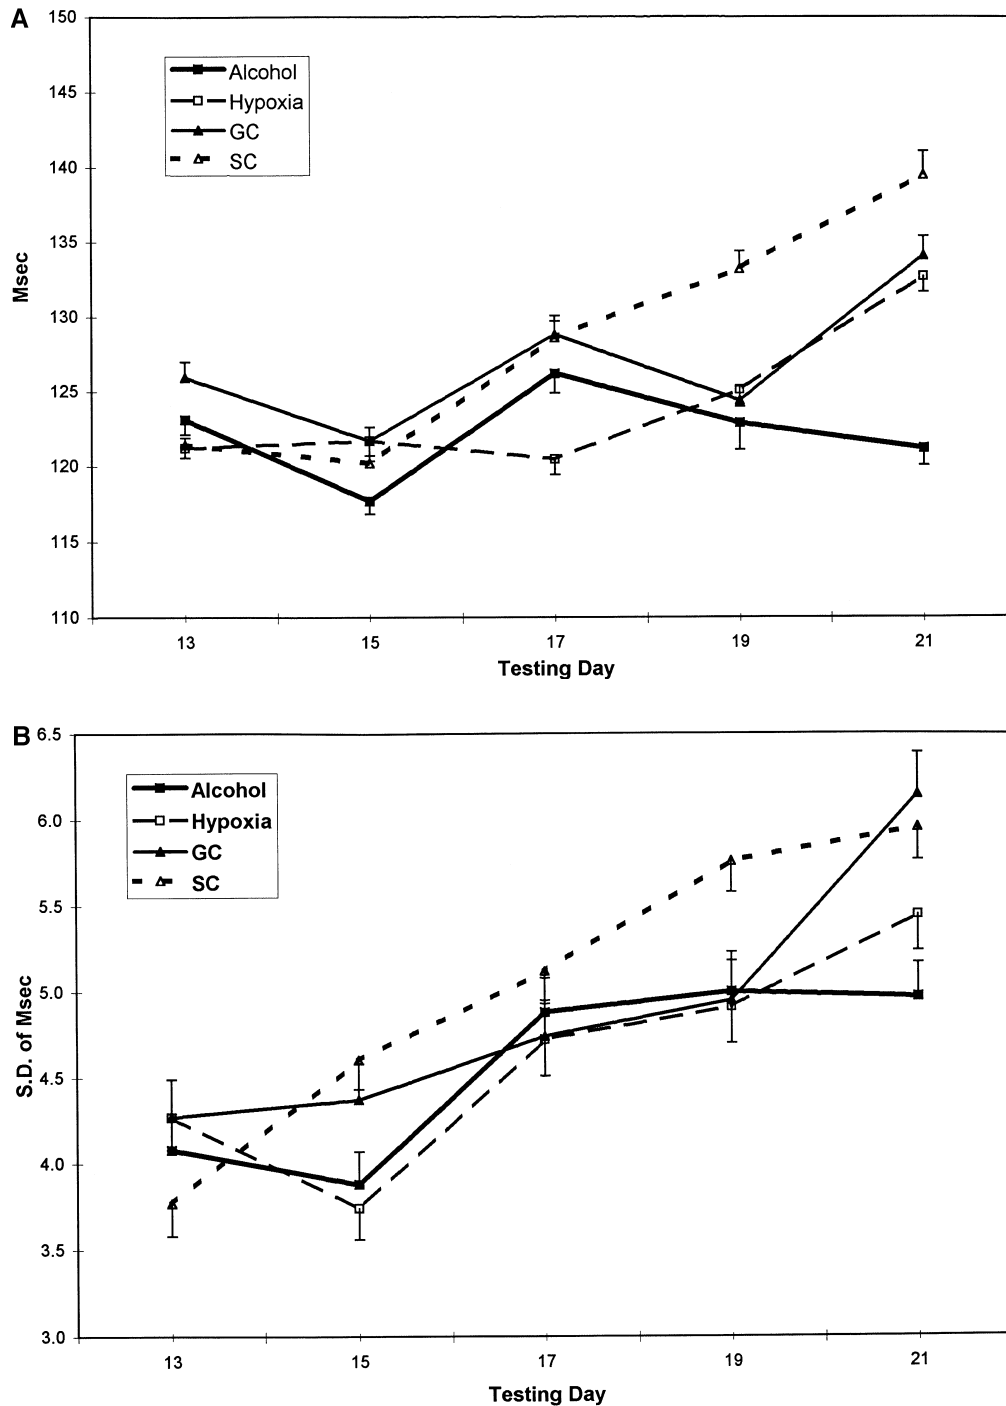 A
150
145
140
135
130
125
120
115
110
Msec
Alcohol
Hypoxia
GC
SC
13 15 17 19 21
Testing Day
B
6.5
6.0
5.5
5.0
4.5
4.0
3.5
3.0
S.D. of Msec
Alcohol
Hypoxia
GC
SC
13 15 17 19 21
Testing Day